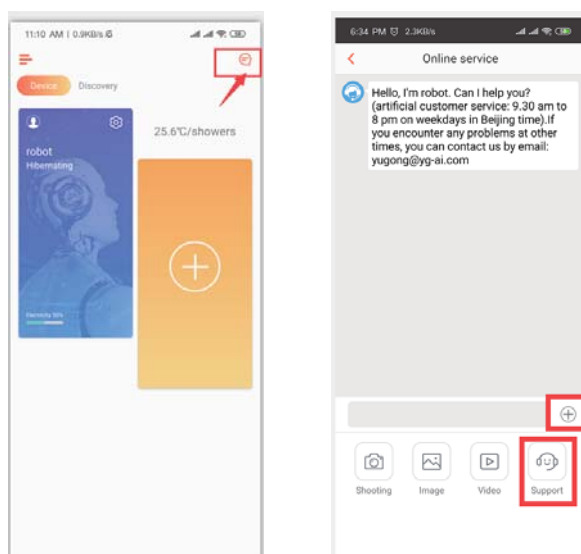 11:10 AM | 0.9KB/s
Device
Discovery
robot
Hibernating
25.6℃/showers
Electricity 50%
6:34 PM 2.3KB/s
Online service
Hello, I'm robot. Can I help you?
(artificial customer service: 9.30 am to
8 pm on weekdays in Beijing time).If
you encounter any problems at other
times, you can contact us by email:
yugong@yg-ai.com
Shooting
Image
Video
Support